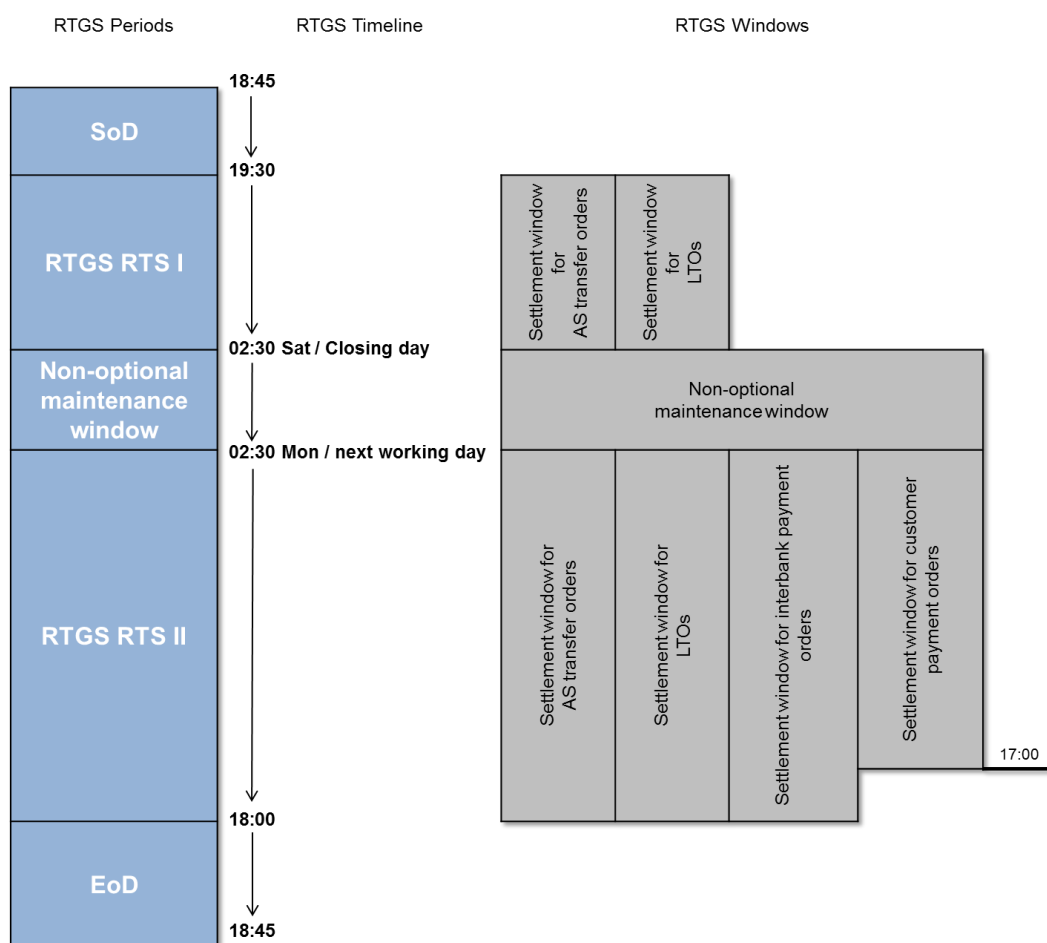 RTGS Periods
RTGS Timeline
RTGS Windows
18:45
SoD
19:30
RTGS RTS I
Settlement window
for
AS transfer orders
Settlement window
for
LTOs
02:30 Sat / Closing day
Non-optional
maintenance
window
Non-optional
maintenance window
02:30 Mon / next working day
RTGS RTS II
Settlement window for
AS transfer orders
Settlement window for
LTOs
Settlement window for interbank payment
orders
Settlement window for customer
payment orders
17:00
18:00
EoD
18:45